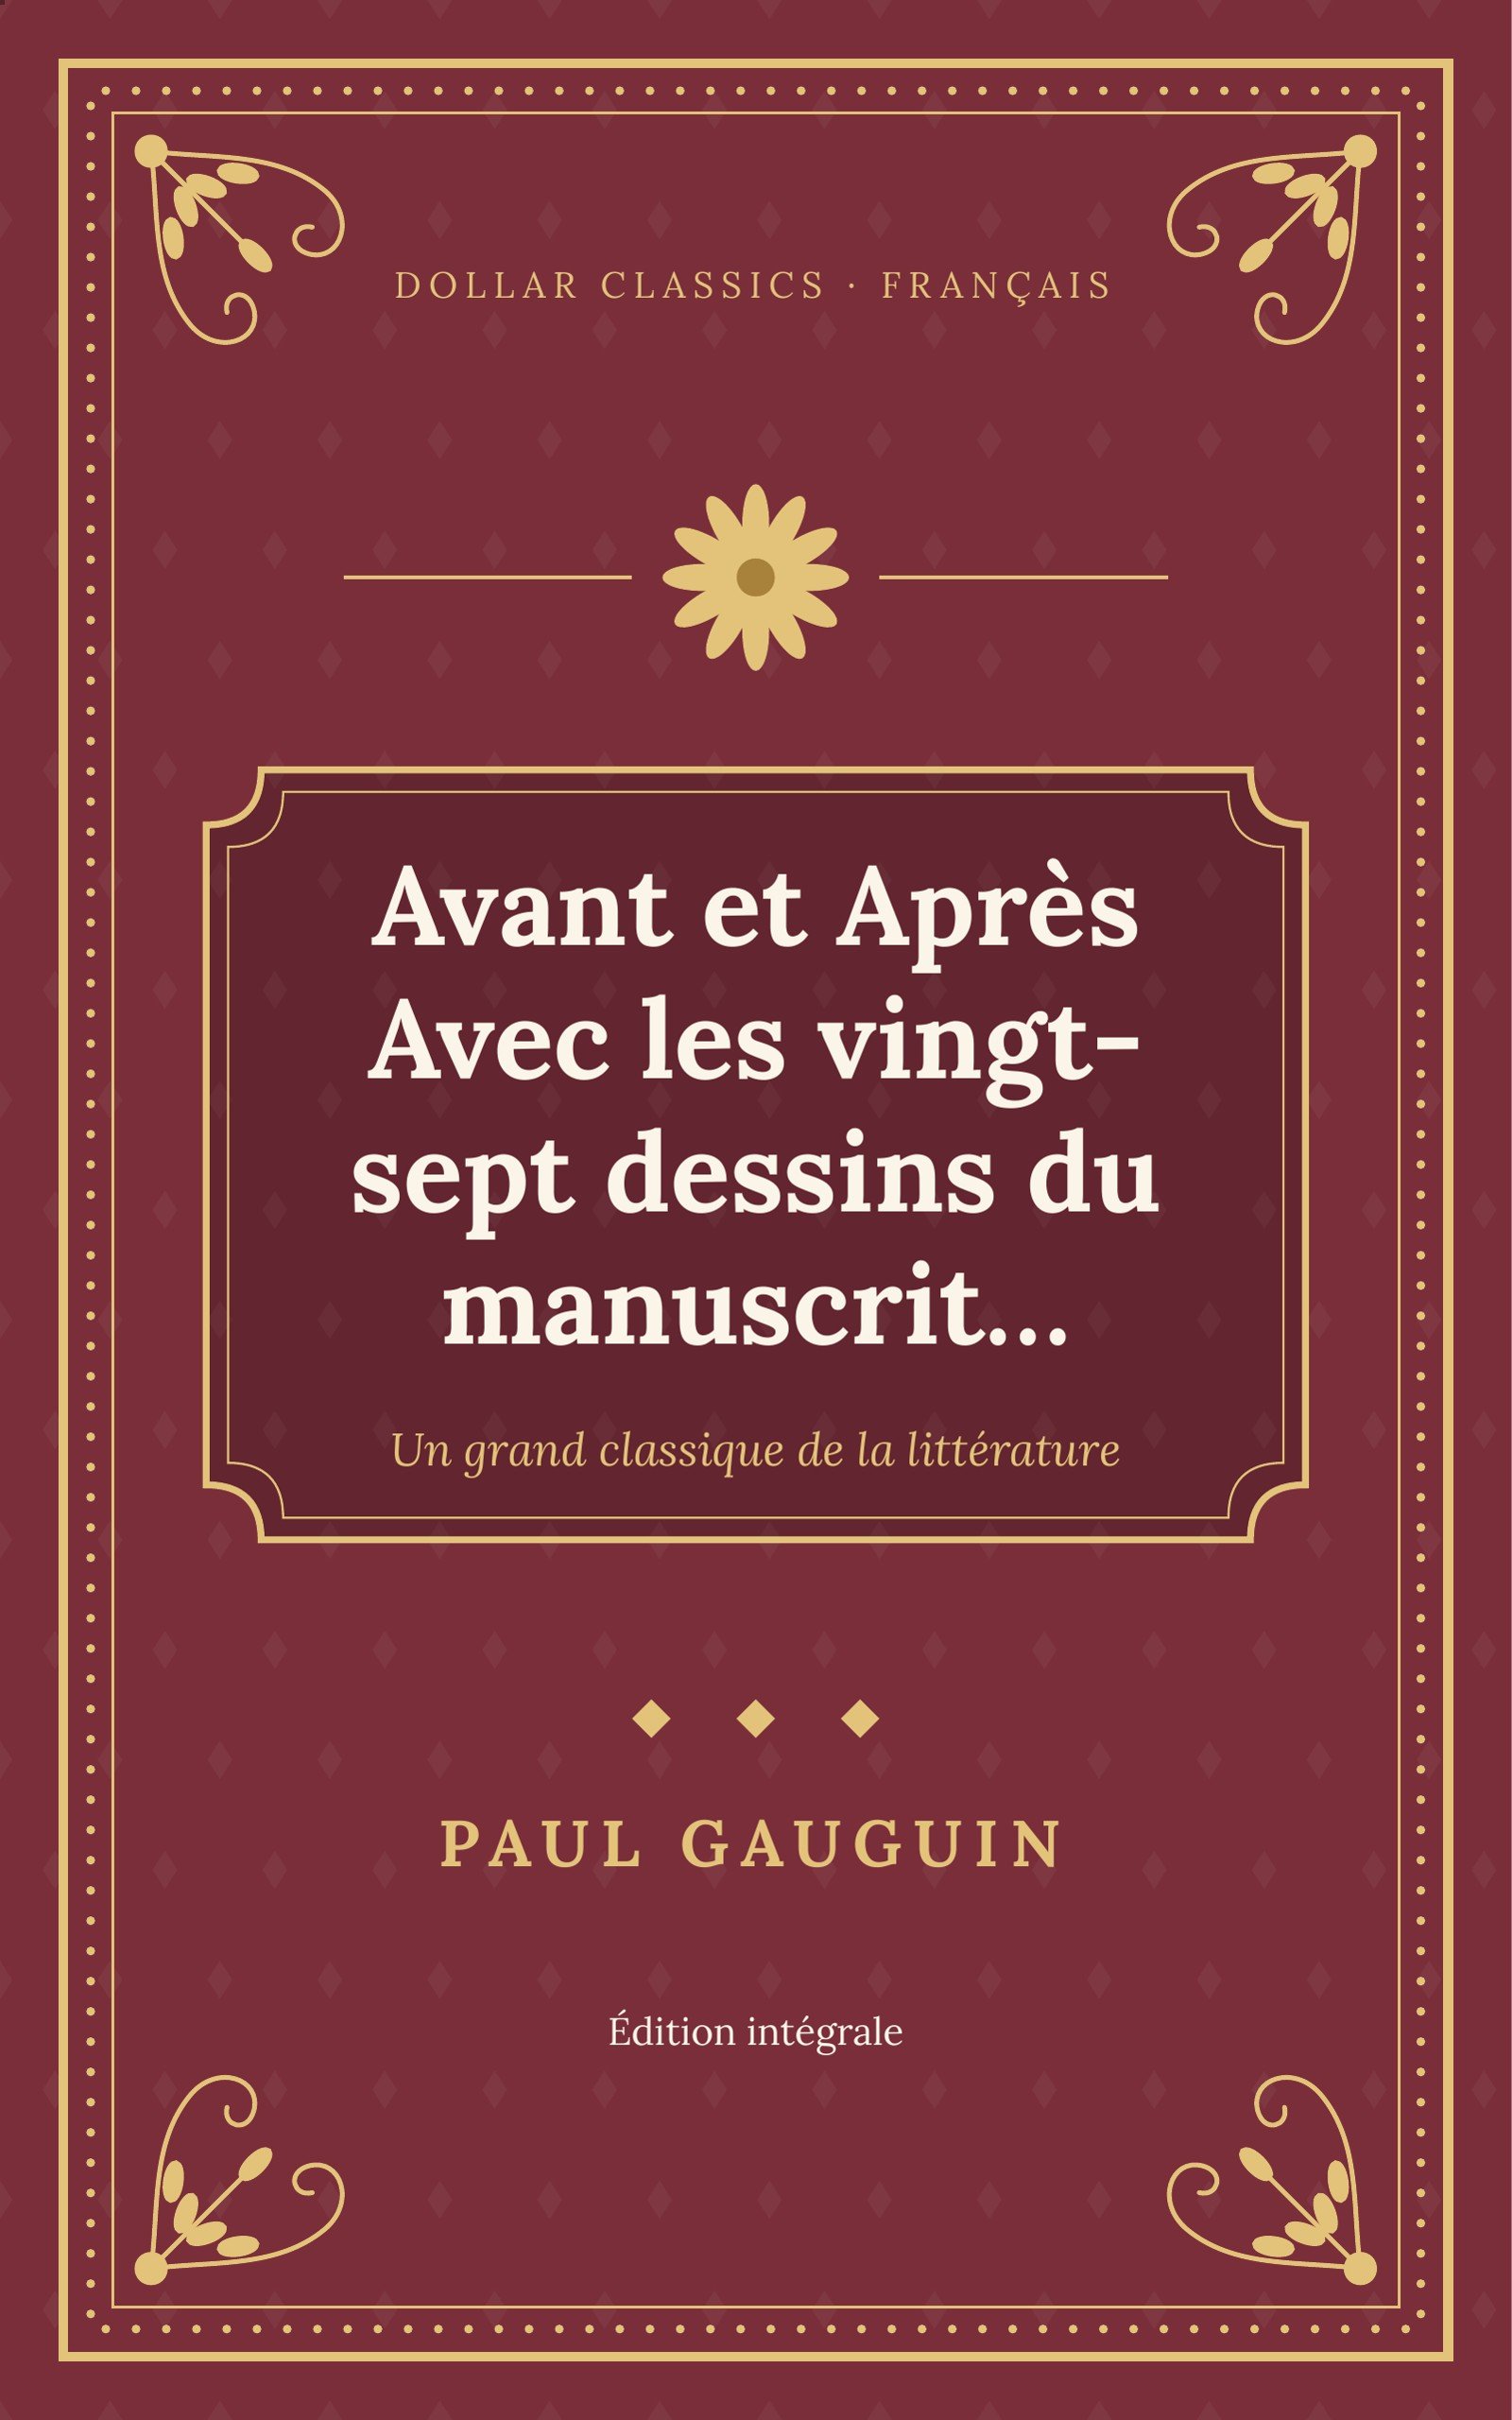 DOLLAR CLASSICS · FRANÇAIS
Avant et Après
Avec les vingt-
sept dessins du
manuscrit...
Un grand classique de la littérature
PAUL GAUGUIN
Édition intégrale